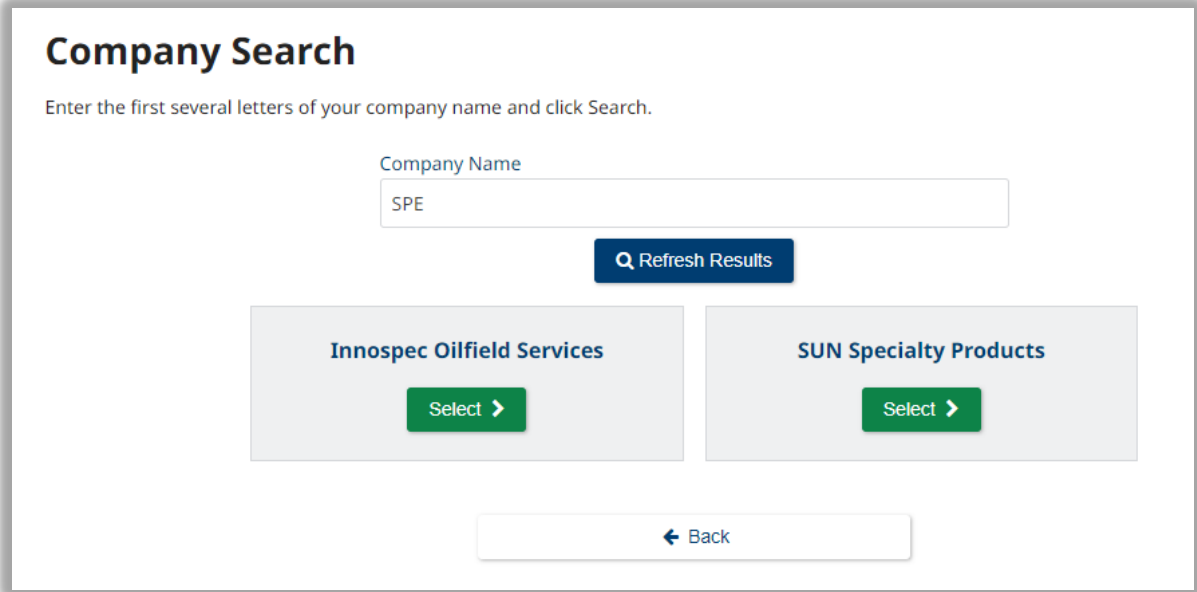 Company Search
Enter the first several letters of your company name and click Search.
Company Name
SPE
Refresh Results
Innospec Oilfield Services
SUN Specialty Products
Select
Select
Back